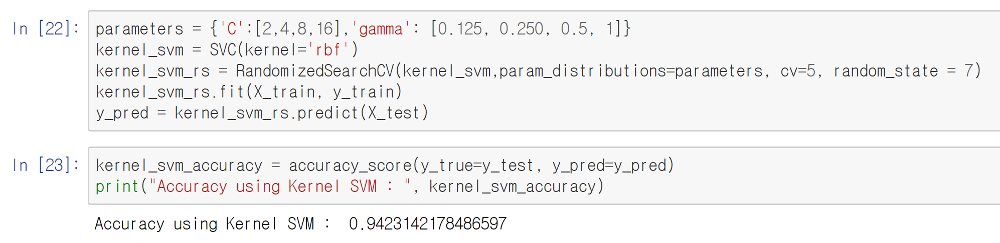 In [22]:
parameters = {'C':[2,4,8,16],'gamma': [0.125, 0.250, 0.5, 1]}
kernel_svm = SVC(kernel='rbf')
kernel_svm_rs = RandomizedSearchCV(kernel_svm,param_distributions=parameters, cv=5, random_state = 7)
kernel_svm_rs.fit(X_train, y_train)
y_pred = kernel_svm_rs.predict(X_test)
In [23]:
kernel_svm_accuracy = accuracy_score(y_true=y_test, y_pred=y_pred)
print("Accuracy using Kernel SVM : ", kernel_svm_accuracy)
Accuracy using Kernel SVM :  0.9423142178486597